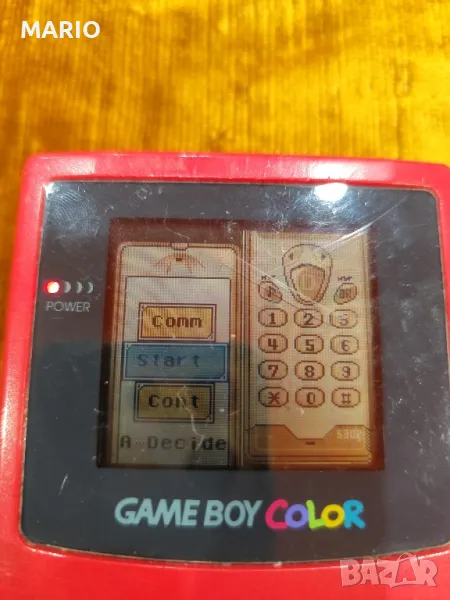 MARIO
POWER
Comm
Start
Cont
A-Decide
1 2 3
4 5 6
7 8 9
* 0 #
GAME BOY COLOR
BAZAR